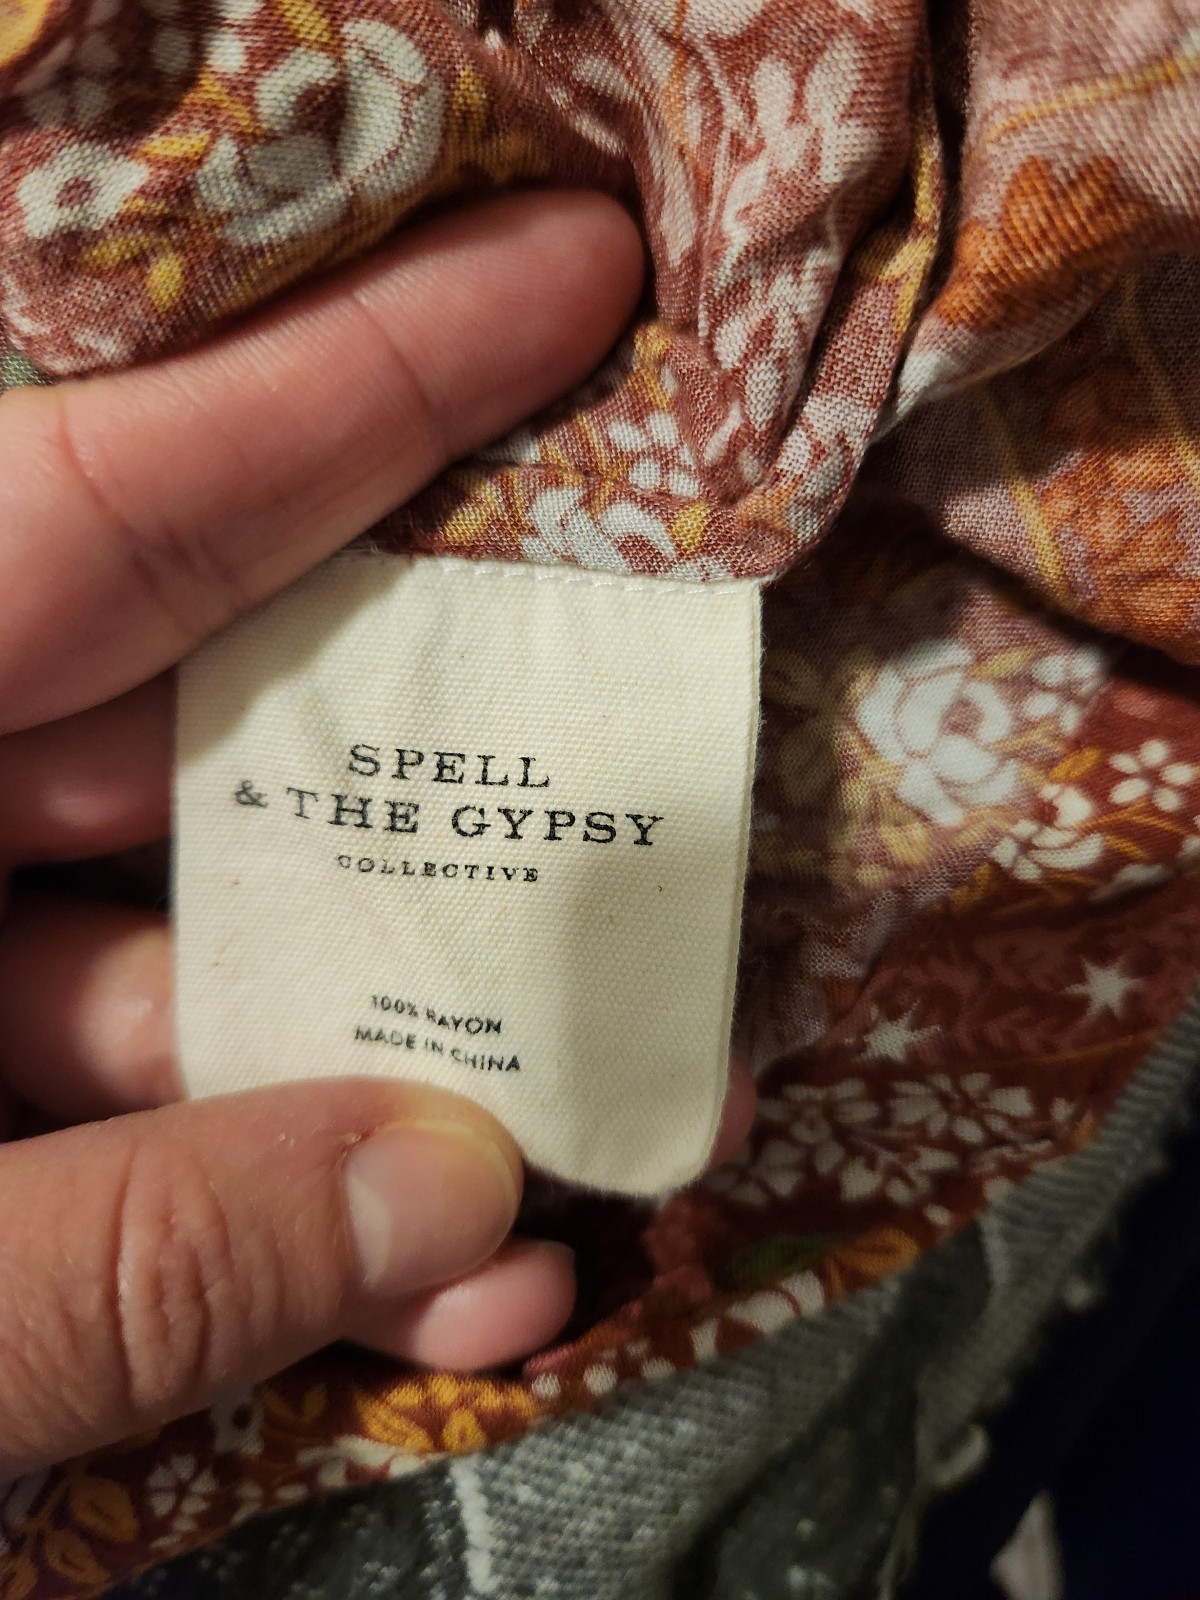 SPELL
& THE GYPSY
COLLECTIVE
100% RAYON
MADE IN CHINA